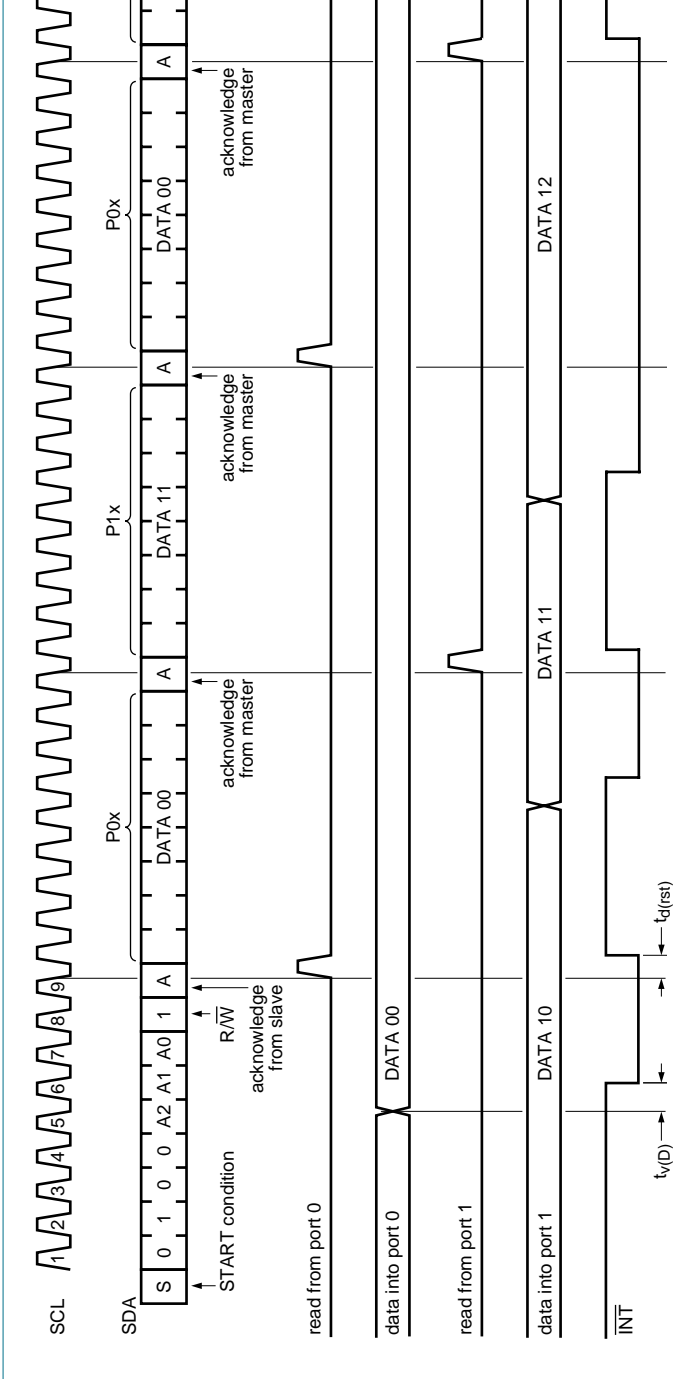 SCL
1 2 3 4 5 6 7 8 9
SDA
S 0 1 0 0 A2 A1 A0 1 A DATA 00 A DATA 11 A DATA 00 A
P0x
P1x
P0x
START condition
R/W
acknowledge
from slave
acknowledge
from master
acknowledge
from master
acknowledge
from master
read from port 0
data into port 0
DATA 00
read from port 1
data into port 1
DATA 10
DATA 11
DATA 12
INT
tv(D)
td(rst)